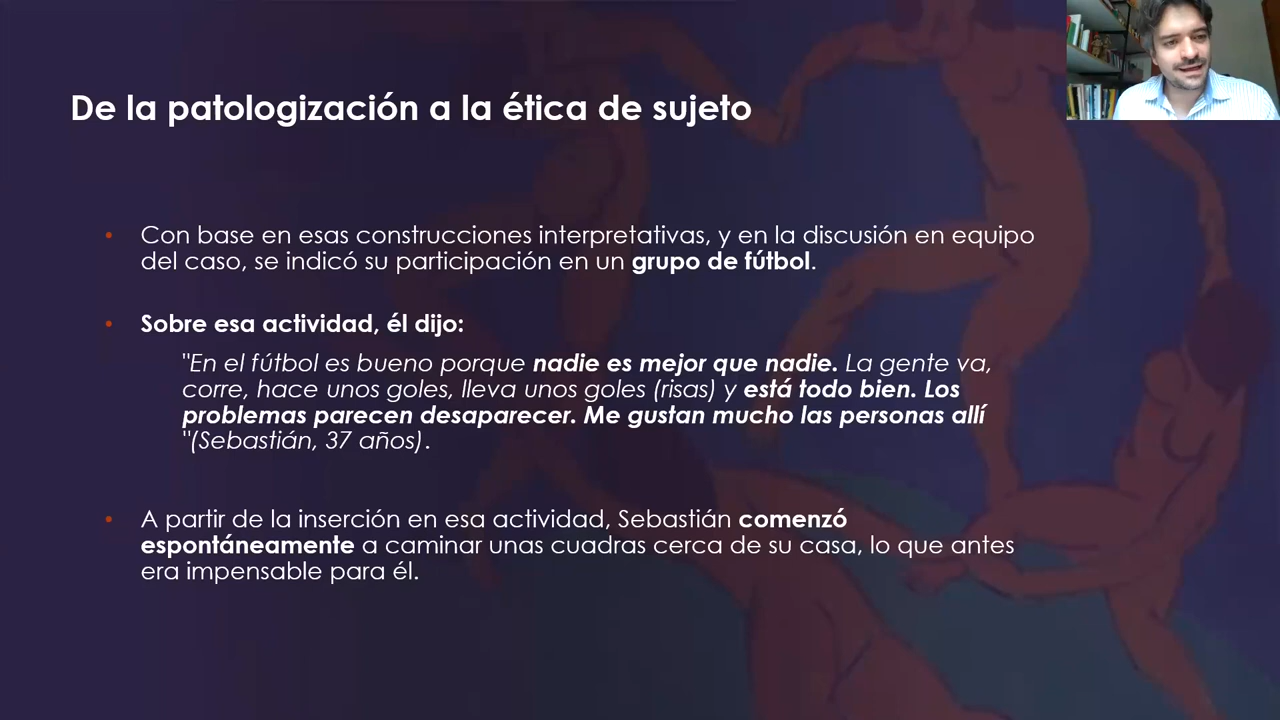 De la patologización a la ética de sujeto
• Con base en esas construcciones interpretativas, y en la discusión en equipo
del caso, se indicó su participación en un grupo de fútbol.
• Sobre esa actividad, él dijo:
"En el fútbol es bueno porque nadie es mejor que nadie. La gente va,
corre, hace unos goles, lleva unos goles (risas) y está todo bien. Los
problemas parecen desaparecer. Me gustan mucho las personas allí
"(Sebastián, 37 años).
• A partir de la inserción en esa actividad, Sebastián comenzó
espontáneamente a caminar unas cuadras cerca de su casa, lo que antes
era impensable para él.